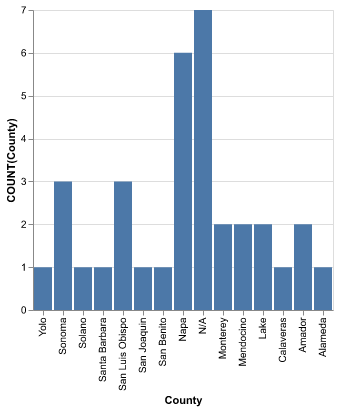 7
6
5
4
3
2
1
0
COUNT(County)
Yolo
Sonoma
Solano
Santa Barbara
San Luis Obispo
San Joaquin
San Benito
Napa
N/A
Monterey
Mendocino
Lake
Calaveras
Amador
Alameda
County